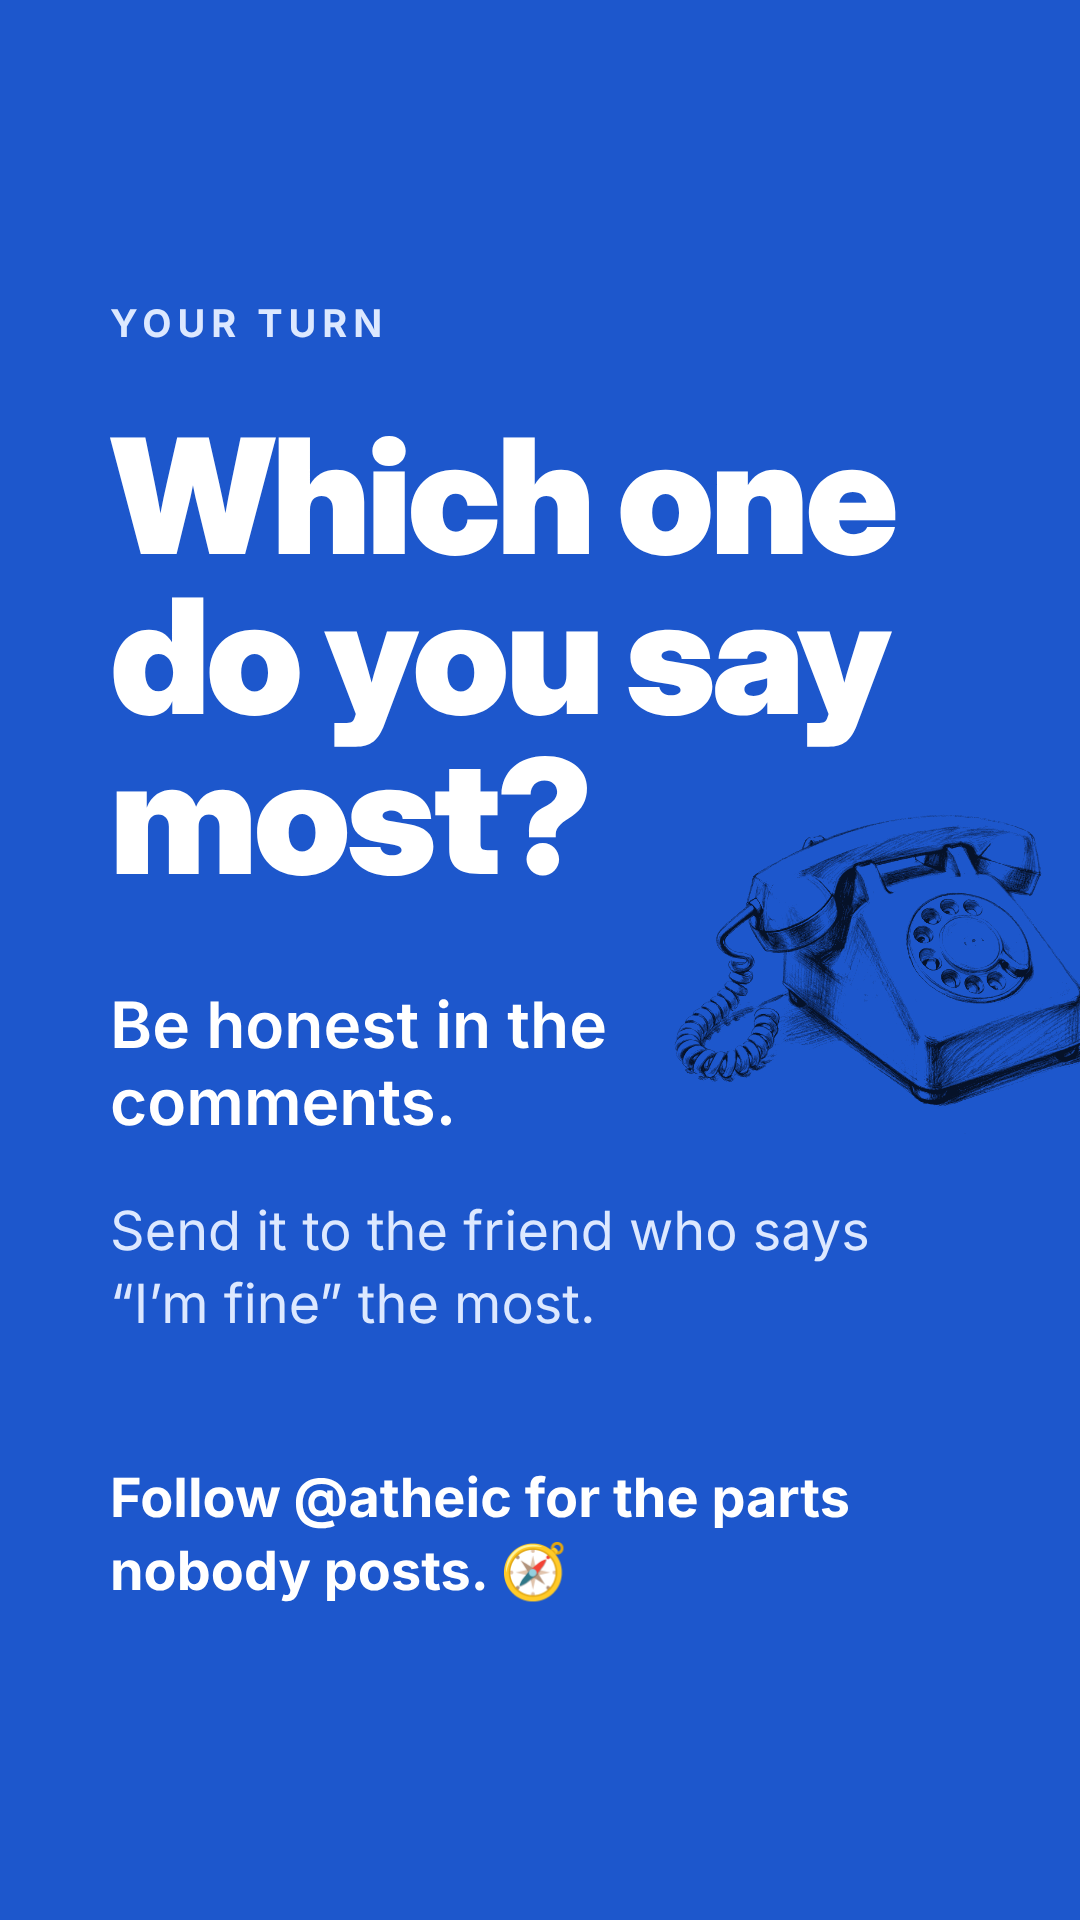 YOUR TURN
Which one
do you say
most?
Be honest in the
comments.
Send it to the friend who says
“I’m fine” the most.
Follow @atheic for the parts
nobody posts. 🧭